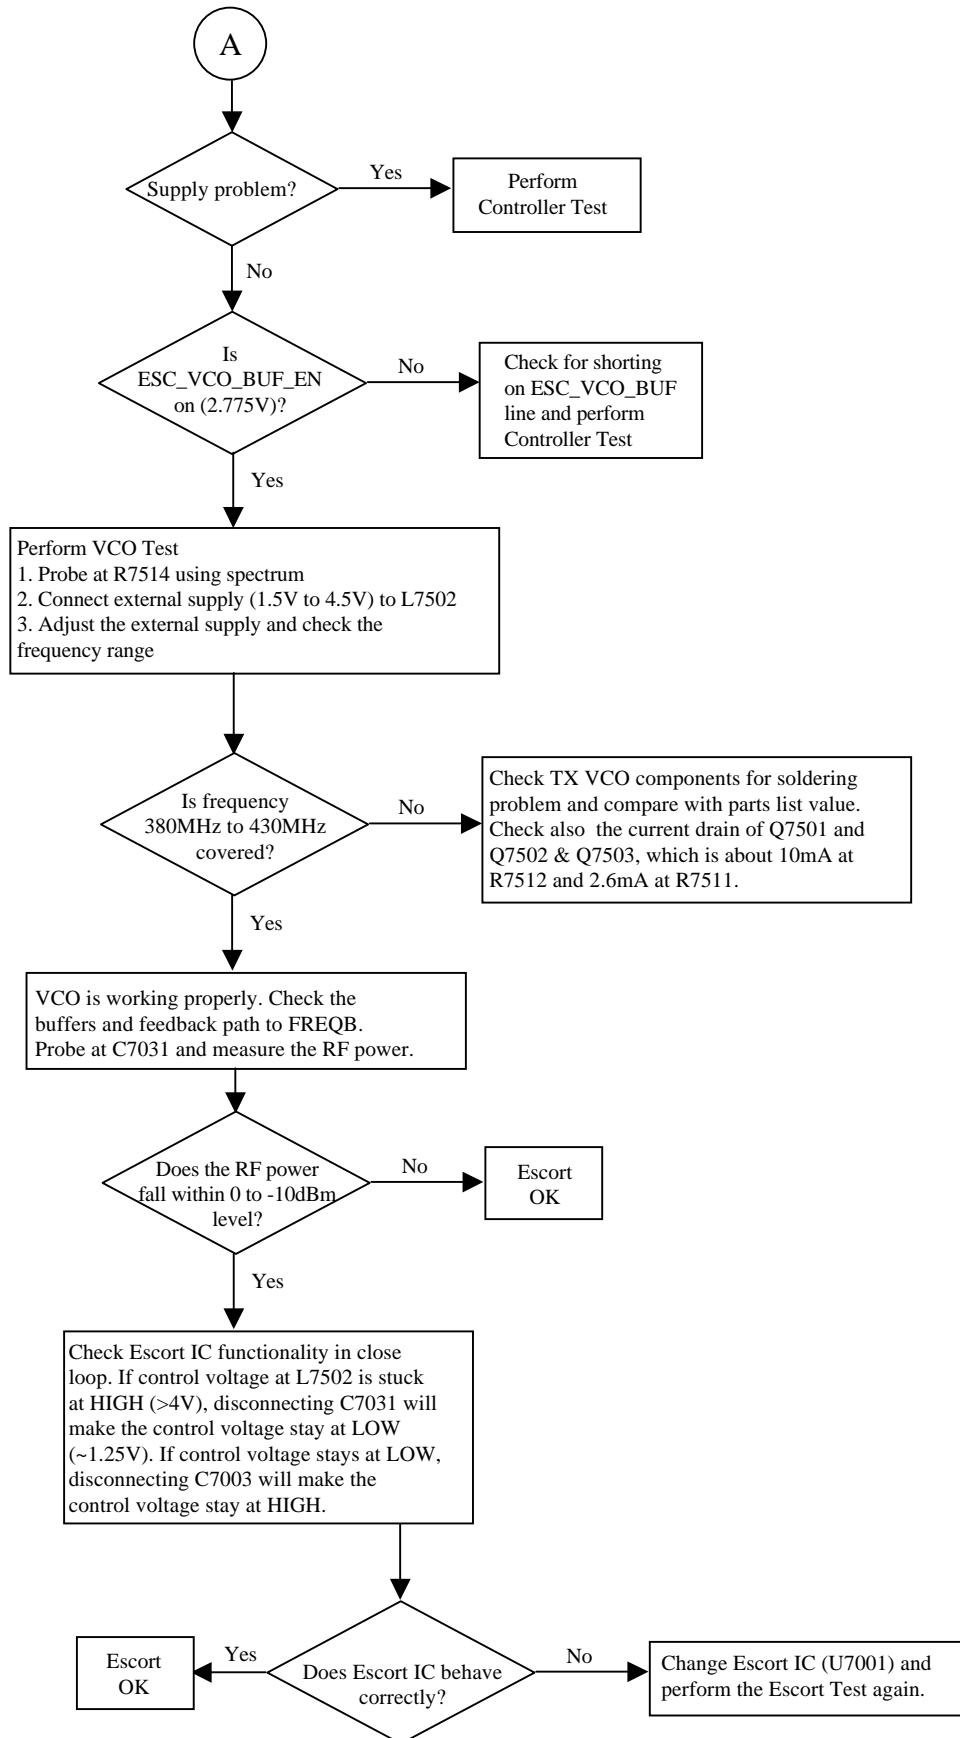 A
Supply problem?
Yes
Perform
Controller Test
No
Is
ESC_VCO_BUF_EN
on (2.775V)?
No
Check for shorting
on ESC_VCO_BUF
line and perform
Controller Test
Yes
Perform VCO Test
1. Probe at R7514 using spectrum
2. Connect external supply (1.5V to 4.5V) to L7502
3. Adjust the external supply and check the
frequency range
Is frequency
380MHz to 430MHz
covered?
No
Check TX VCO components for soldering
problem and compare with parts list value.
Check also the current drain of Q7501 and
Q7502 & Q7503, which is about 10mA at
R7512 and 2.6mA at R7511.
Yes
VCO is working properly. Check the
buffers and feedback path to FREQB.
Probe at C7031 and measure the RF power.
Does the RF power
fall within 0 to -10dBm
level?
No
Escort
OK
Yes
Check Escort IC functionality in close
loop. If control voltage at L7502 is stuck
at HIGH (>4V), disconnecting C7031 will
make the control voltage stay at LOW
(~1.25V). If control voltage stays at LOW,
disconnecting C7003 will make the
control voltage stay at HIGH.
Escort
OK
Yes
Does Escort IC behave
correctly?
No
Change Escort IC (U7001) and
perform the Escort Test again.